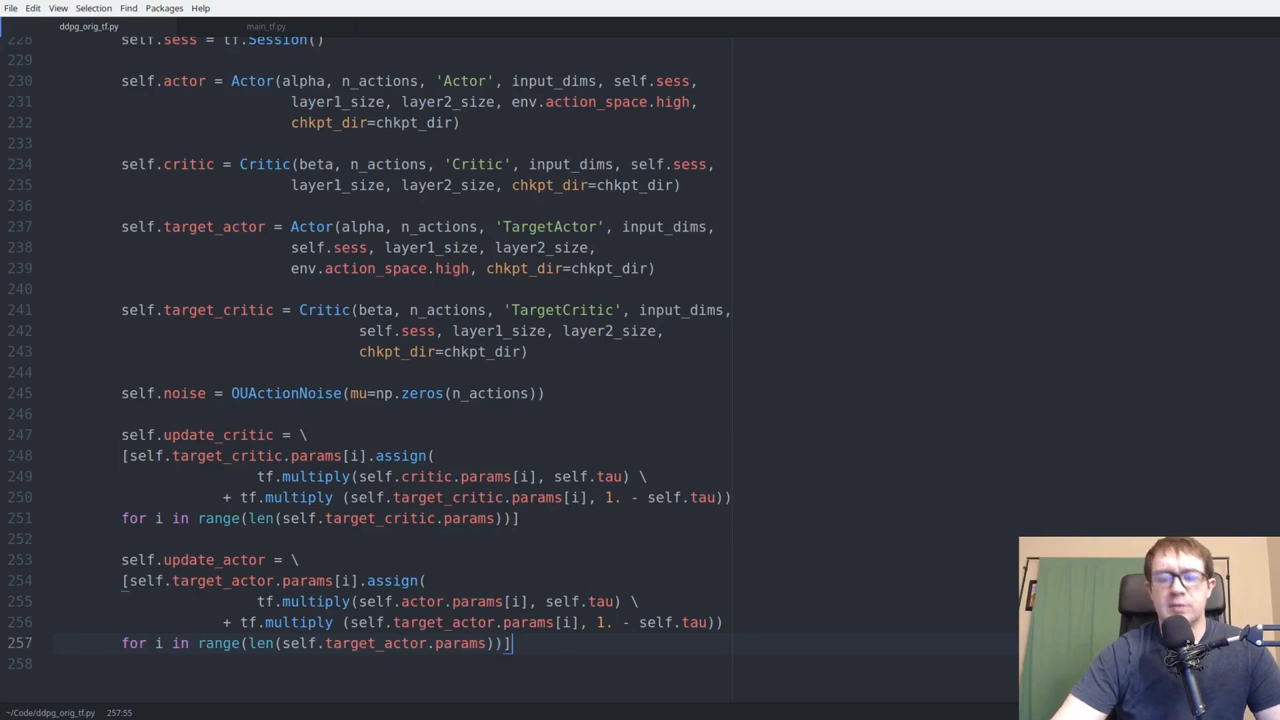 File Edit View Selection Find Packages Help
ddpg_orig_tf.py main_tf.py
228 self.sess = tf.Session()
229
230 self.actor = Actor(alpha, n_actions, 'Actor', input_dims, self.sess,
231 layer1_size, layer2_size, env.action_space.high,
232 chkpt_dir=chkpt_dir)
233
234 self.critic = Critic(beta, n_actions, 'Critic', input_dims, self.sess,
235 layer1_size, layer2_size, chkpt_dir=chkpt_dir)
236
237 self.target_actor = Actor(alpha, n_actions, 'TargetActor', input_dims,
238 self.sess, layer1_size, layer2_size,
239 env.action_space.high, chkpt_dir=chkpt_dir)
240
241 self.target_critic = Critic(beta, n_actions, 'TargetCritic', input_dims,
242 self.sess, layer1_size, layer2_size,
243 chkpt_dir=chkpt_dir)
244
245 self.noise = OUActionNoise(mu=np.zeros(n_actions))
246
247 self.update_critic = \
248 [self.target_critic.params[i].assign(
249 tf.multiply(self.critic.params[i], self.tau) \
250 + tf.multiply (self.target_critic.params[i], 1. - self.tau))
251 for i in range(len(self.target_critic.params))]
252
253 self.update_actor = \
254 [self.target_actor.params[i].assign(
255 tf.multiply(self.actor.params[i], self.tau) \
256 + tf.multiply (self.target_actor.params[i], 1. - self.tau))
257 for i in range(len(self.target_actor.params))]
258
~/Code/ddpg_orig_tf.py 257:55